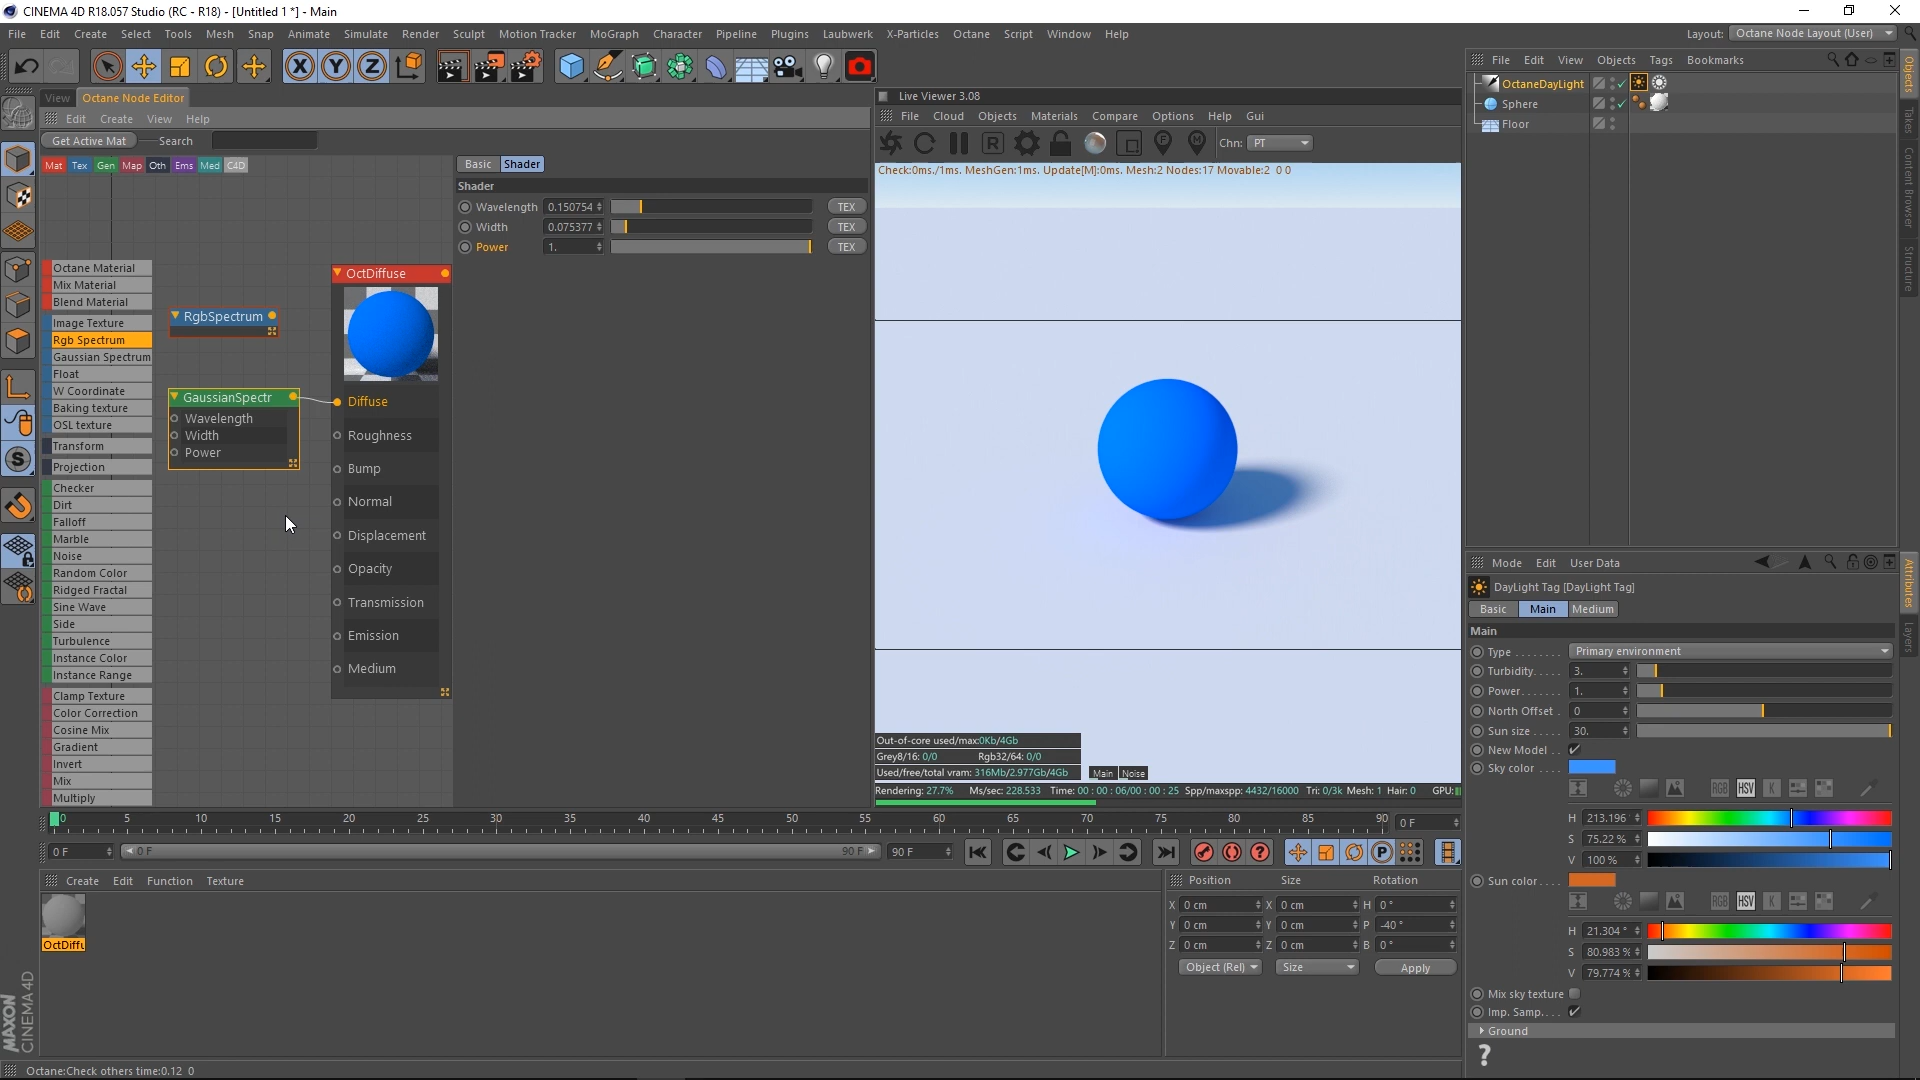 CINEMA 4D R18.057 Studio (RC - R18) - [Untitled 1 *] - Main
File Edit Create Select Tools Mesh Snap Animate Simulate Render Sculpt Motion Tracker MoGraph Character Pipeline Plugins Laubwerk X-Particles Octane Script Window Help
Layout: Octane Node Layout (User)
X Y Z
View Octane Node Editor
Edit Create View Help
Get Active Mat Search
Mat Tex Gen Map Oth Ems Med C4D
Octane Material
Mix Material
Blend Material
Image Texture
Rgb Spectrum
Gaussian Spectrum
Float
W Coordinate
Baking texture
OSL texture
Transform
Projection
Checker
Dirt
Falloff
Marble
Noise
Random Color
Ridged Fractal
Sine Wave
Side
Turbulence
Instance Color
Instance Range
Clamp Texture
Color Correction
Cosine Mix
Gradient
Invert
Mix
Multiply
RgbSpectrum
GaussianSpectr
Wavelength
Width
Power
OctDiffuse
Diffuse
Roughness
Bump
Normal
Displacement
Opacity
Transmission
Emission
Medium
Basic Shader
Shader
Wavelength 0.150754 TEX
Width 0.075377 TEX
Power 1. TEX
Live Viewer 3.08
File Cloud Objects Materials Compare Options Help Gui
R
F M
Chn: PT
Check:0ms./1ms. MeshGen:1ms. Update[M]:0ms. Mesh:2 Nodes:17 Movable:2 0 0
Out-of-core used/max:0Kb/4Gb
Grey8/16: 0/0 Rgb32/64: 0/0
Used/free/total vram: 316Mb/2.977Gb/4Gb
Main Noise
Rendering: 27.7% Ms/sec: 228.533 Time: 00 : 00 : 06/00 : 00 : 25 Spp/maxspp: 4432/16000 Tri: 0/3k Mesh: 1 Hair: 0 GPU:
File Edit View Objects Tags Bookmarks
OctaneDayLight
Sphere
Floor
Objects
Takes
Content Browser
Structure
Mode Edit User Data
Attributes
Layers
DayLight Tag [DayLight Tag]
Basic Main Medium
Main
Type . . . . . . . . Primary environment
Turbidity. . . . . 3.
Power. . . . . . . 1.
North Offset . 0
Sun size . . . . . 30.
New Model . .
Sky color . . . .
RGB HSV K
H 213.196 °
S 75.22 %
V 100 %
Sun color . . . .
RGB HSV K
H 21.304 °
S 80.983 %
V 79.774 %
Mix sky texture
Imp. Samp. . . .
Ground
?
0 5 10 15 20 25 30 35 40 45 50 55 60 65 70 75 80 85 90 0 F
0 F 0 F 90 F 90 F
P
Create Edit Function Texture
OctDiffu
Position Size Rotation
X 0 cm X 0 cm H 0 °
Y 0 cm Y 0 cm P -40 °
Z 0 cm Z 0 cm B 0 °
Object (Rel) Size Apply
MAXON
CINEMA 4D
Octane:Check others time:0.12 0